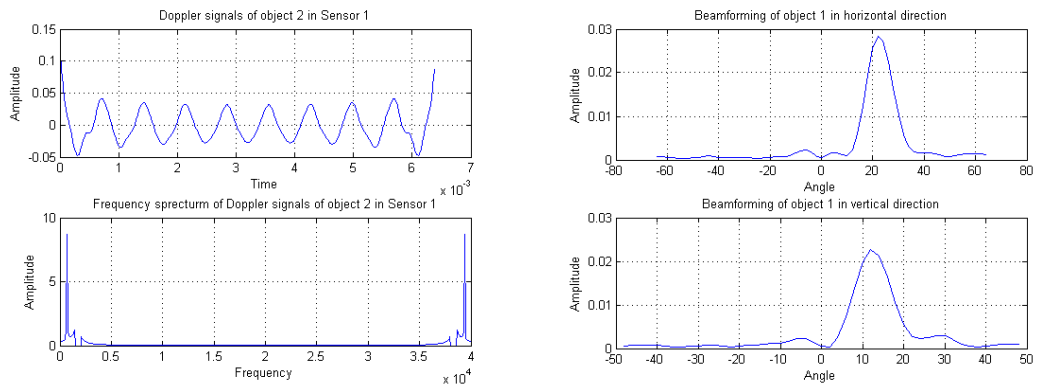 Doppler signals of object 2 in Sensor 1
0.15
0.1
0.05
0
-0.05
Amplitude
0 1 2 3 4 5 6 7
Time
x 10-3
Frequency sprecturm of Doppler signals of object 2 in Sensor 1
10
5
0
Amplitude
0 0.5 1 1.5 2 2.5 3 3.5 4
Frequency
x 104
Beamforming of object 1 in horizontal direction
0.03
0.02
0.01
0
Amplitude
-80 -60 -40 -20 0 20 40 60 80
Angle
Beamforming of object 1 in vertical direction
0.03
0.02
0.01
0
Amplitude
-50 -40 -30 -20 -10 0 10 20 30 40 50
Angle